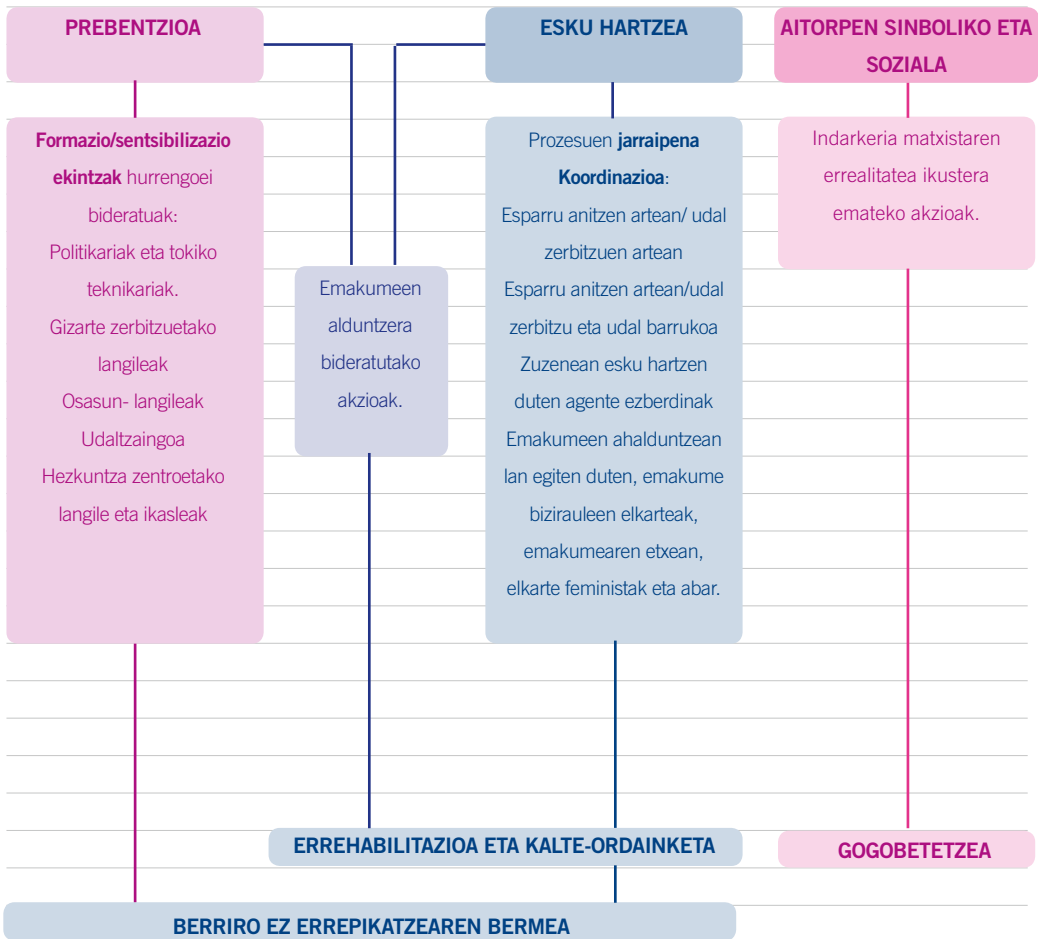 PREBENTZIOA
Formazio/sentsibilizazio
ekintzak hurrengoei
bideratuak:
Politikariak eta tokiko
teknikariak.
Gizarte zerbitzuetako
langileak
Osasun- langileak
Udaltzaingoa
Hezkuntza zentroetako
langile eta ikasleak
Emakumeen
alduntzera
bideratutako
akzioak.
ESKU HARTZEA
Prozesuen jarraipena
Koordinazioa:
Esparru anitzen artean/ udal
zerbitzuen artean
Esparru anitzen artean/udal
zerbitzu eta udal barrukoa
Zuzenean esku hartzen
duten agente ezberdinak
Emakumeen ahalduntzean
lan egiten duten, emakume
bizirauleen elkarteak,
emakumearen etxean,
elkarte feministak eta abar.
AITORPEN SINBOLIKO ETA
SOZIALA
Indarkeria matxistaren
errealitatea ikustera
emateko akzioak.
ERREHABILITAZIOA ETA KALTE-ORDAINKETA
GOGOBETETZEA
BERRIRO EZ ERREPIKATZEAREN BERMEA